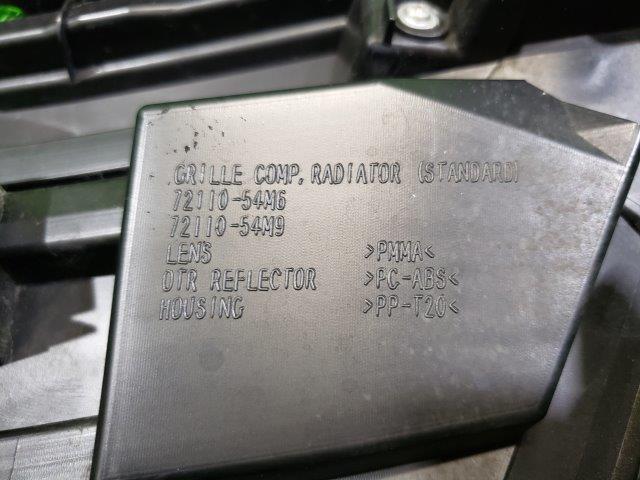 GRILLE COMP, RADIATOR (STANDARD)
72110-54M6
72110-54M9
LENS >PMMA<
OTR REFLECTOR >PC-ABS<
HOUSING >PP-T20<